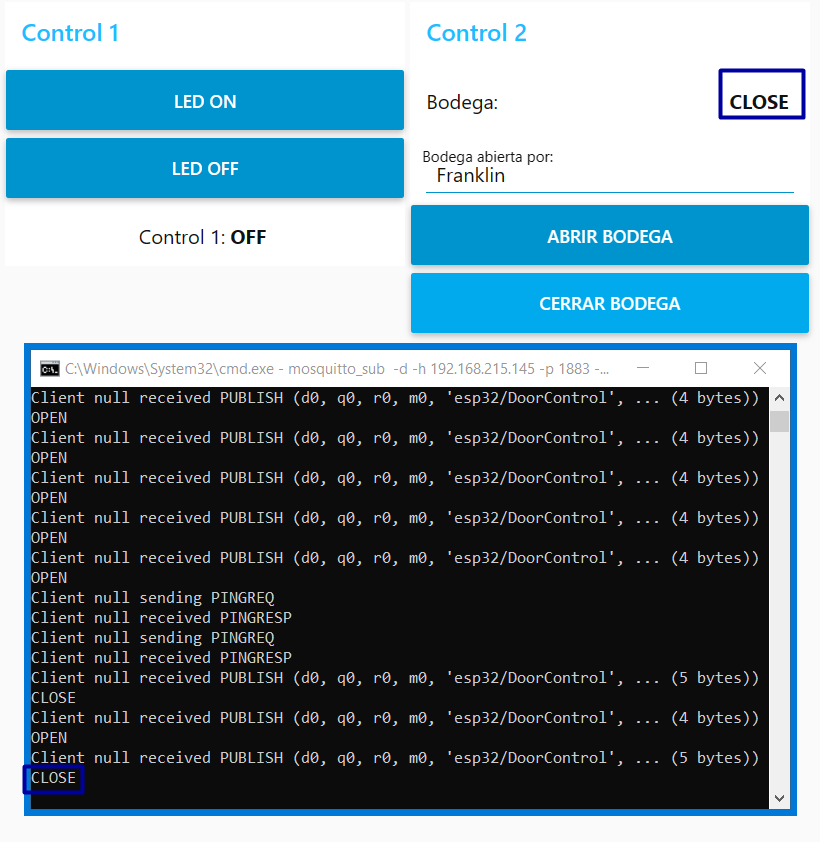 Control 1
LED ON
LED OFF
Control 1: OFF
Control 2
Bodega: CLOSE
Bodega abierta por:
Franklin
ABRIR BODEGA
CERRAR BODEGA
C:\Windows\System32\cmd.exe - mosquitto_sub -d -h 192.168.215.145 -p 1883 -...
Client null received PUBLISH (d0, q0, r0, m0, 'esp32/DoorControl', ... (4 bytes))
OPEN
Client null received PUBLISH (d0, q0, r0, m0, 'esp32/DoorControl', ... (4 bytes))
OPEN
Client null received PUBLISH (d0, q0, r0, m0, 'esp32/DoorControl', ... (4 bytes))
OPEN
Client null received PUBLISH (d0, q0, r0, m0, 'esp32/DoorControl', ... (4 bytes))
OPEN
Client null received PUBLISH (d0, q0, r0, m0, 'esp32/DoorControl', ... (4 bytes))
OPEN
Client null sending PINGREQ
Client null received PINGRESP
Client null sending PINGREQ
Client null received PINGRESP
Client null received PUBLISH (d0, q0, r0, m0, 'esp32/DoorControl', ... (5 bytes))
CLOSE
Client null received PUBLISH (d0, q0, r0, m0, 'esp32/DoorControl', ... (4 bytes))
OPEN
Client null received PUBLISH (d0, q0, r0, m0, 'esp32/DoorControl', ... (5 bytes))
CLOSE